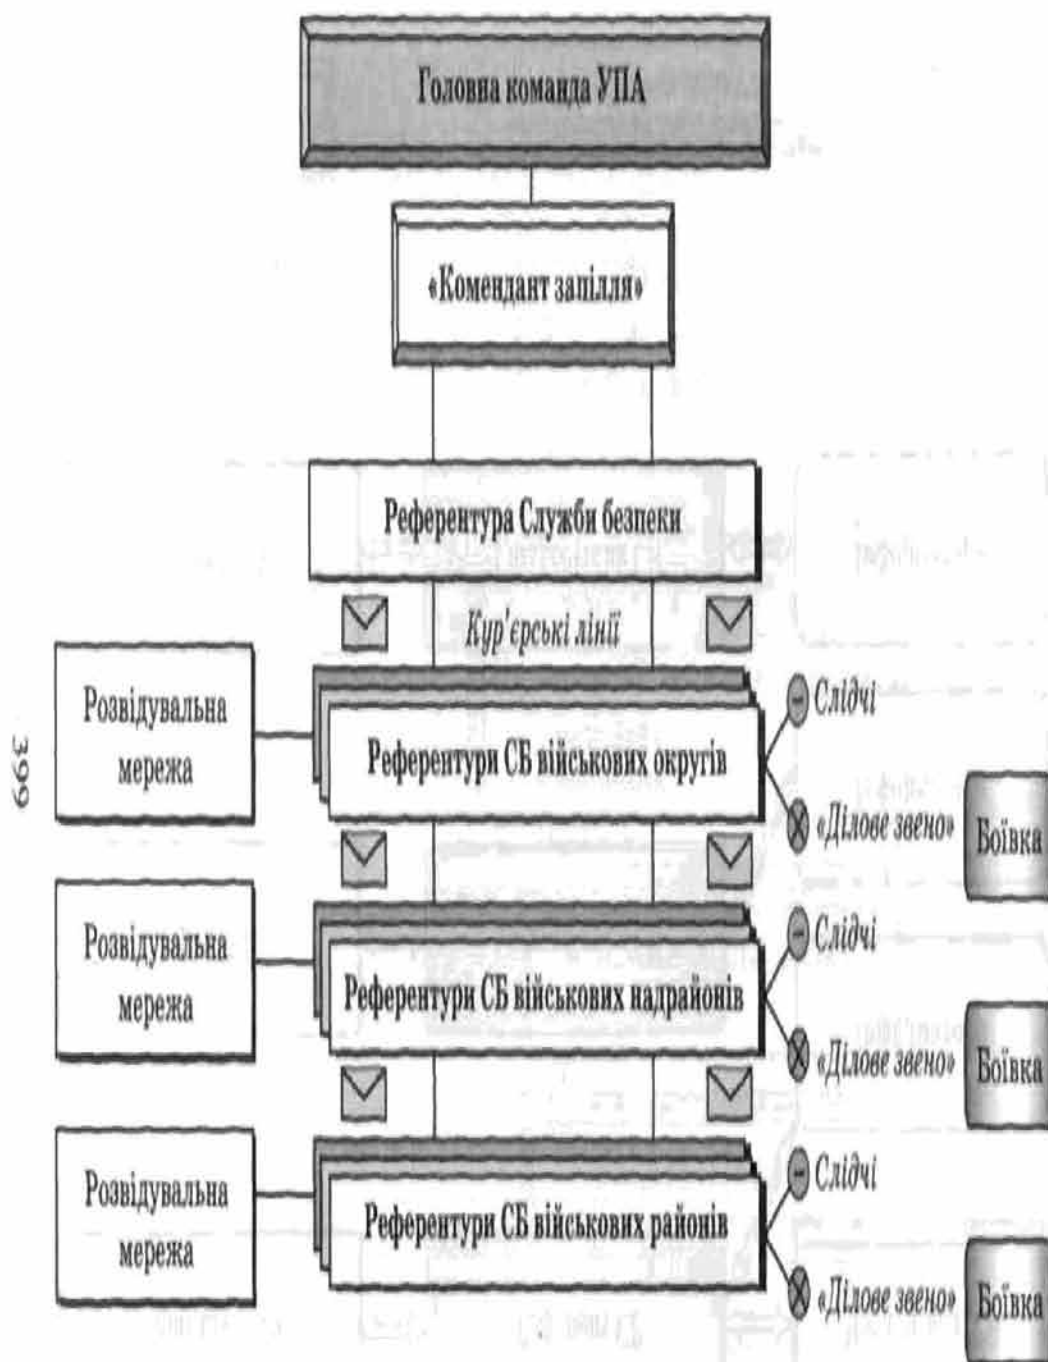 Головна команда УПА
«Комендант запілля»
Референтура Служби безпеки
Кур'єрські лінії
Розвідувальна
мережа
Референтури СБ військових округів
Слідчі
«Ділове звено»
Боївка
Розвідувальна
мережа
Референтури СБ військових надрайонів
Слідчі
«Ділове звено»
Боївка
Розвідувальна
мережа
Референтури СБ військових районів
Слідчі
«Ділове звено»
Боївка
399